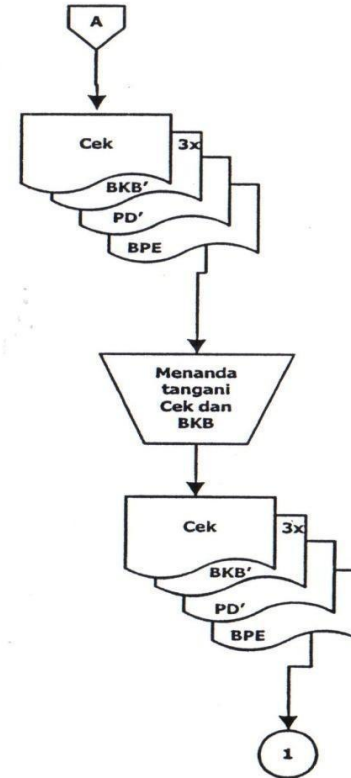 A
Cek
3x
BKB'
PD'
BPE
Menanda
tangani
Cek dan
BKB
Cek
3x
BKB'
PD'
BPE
1